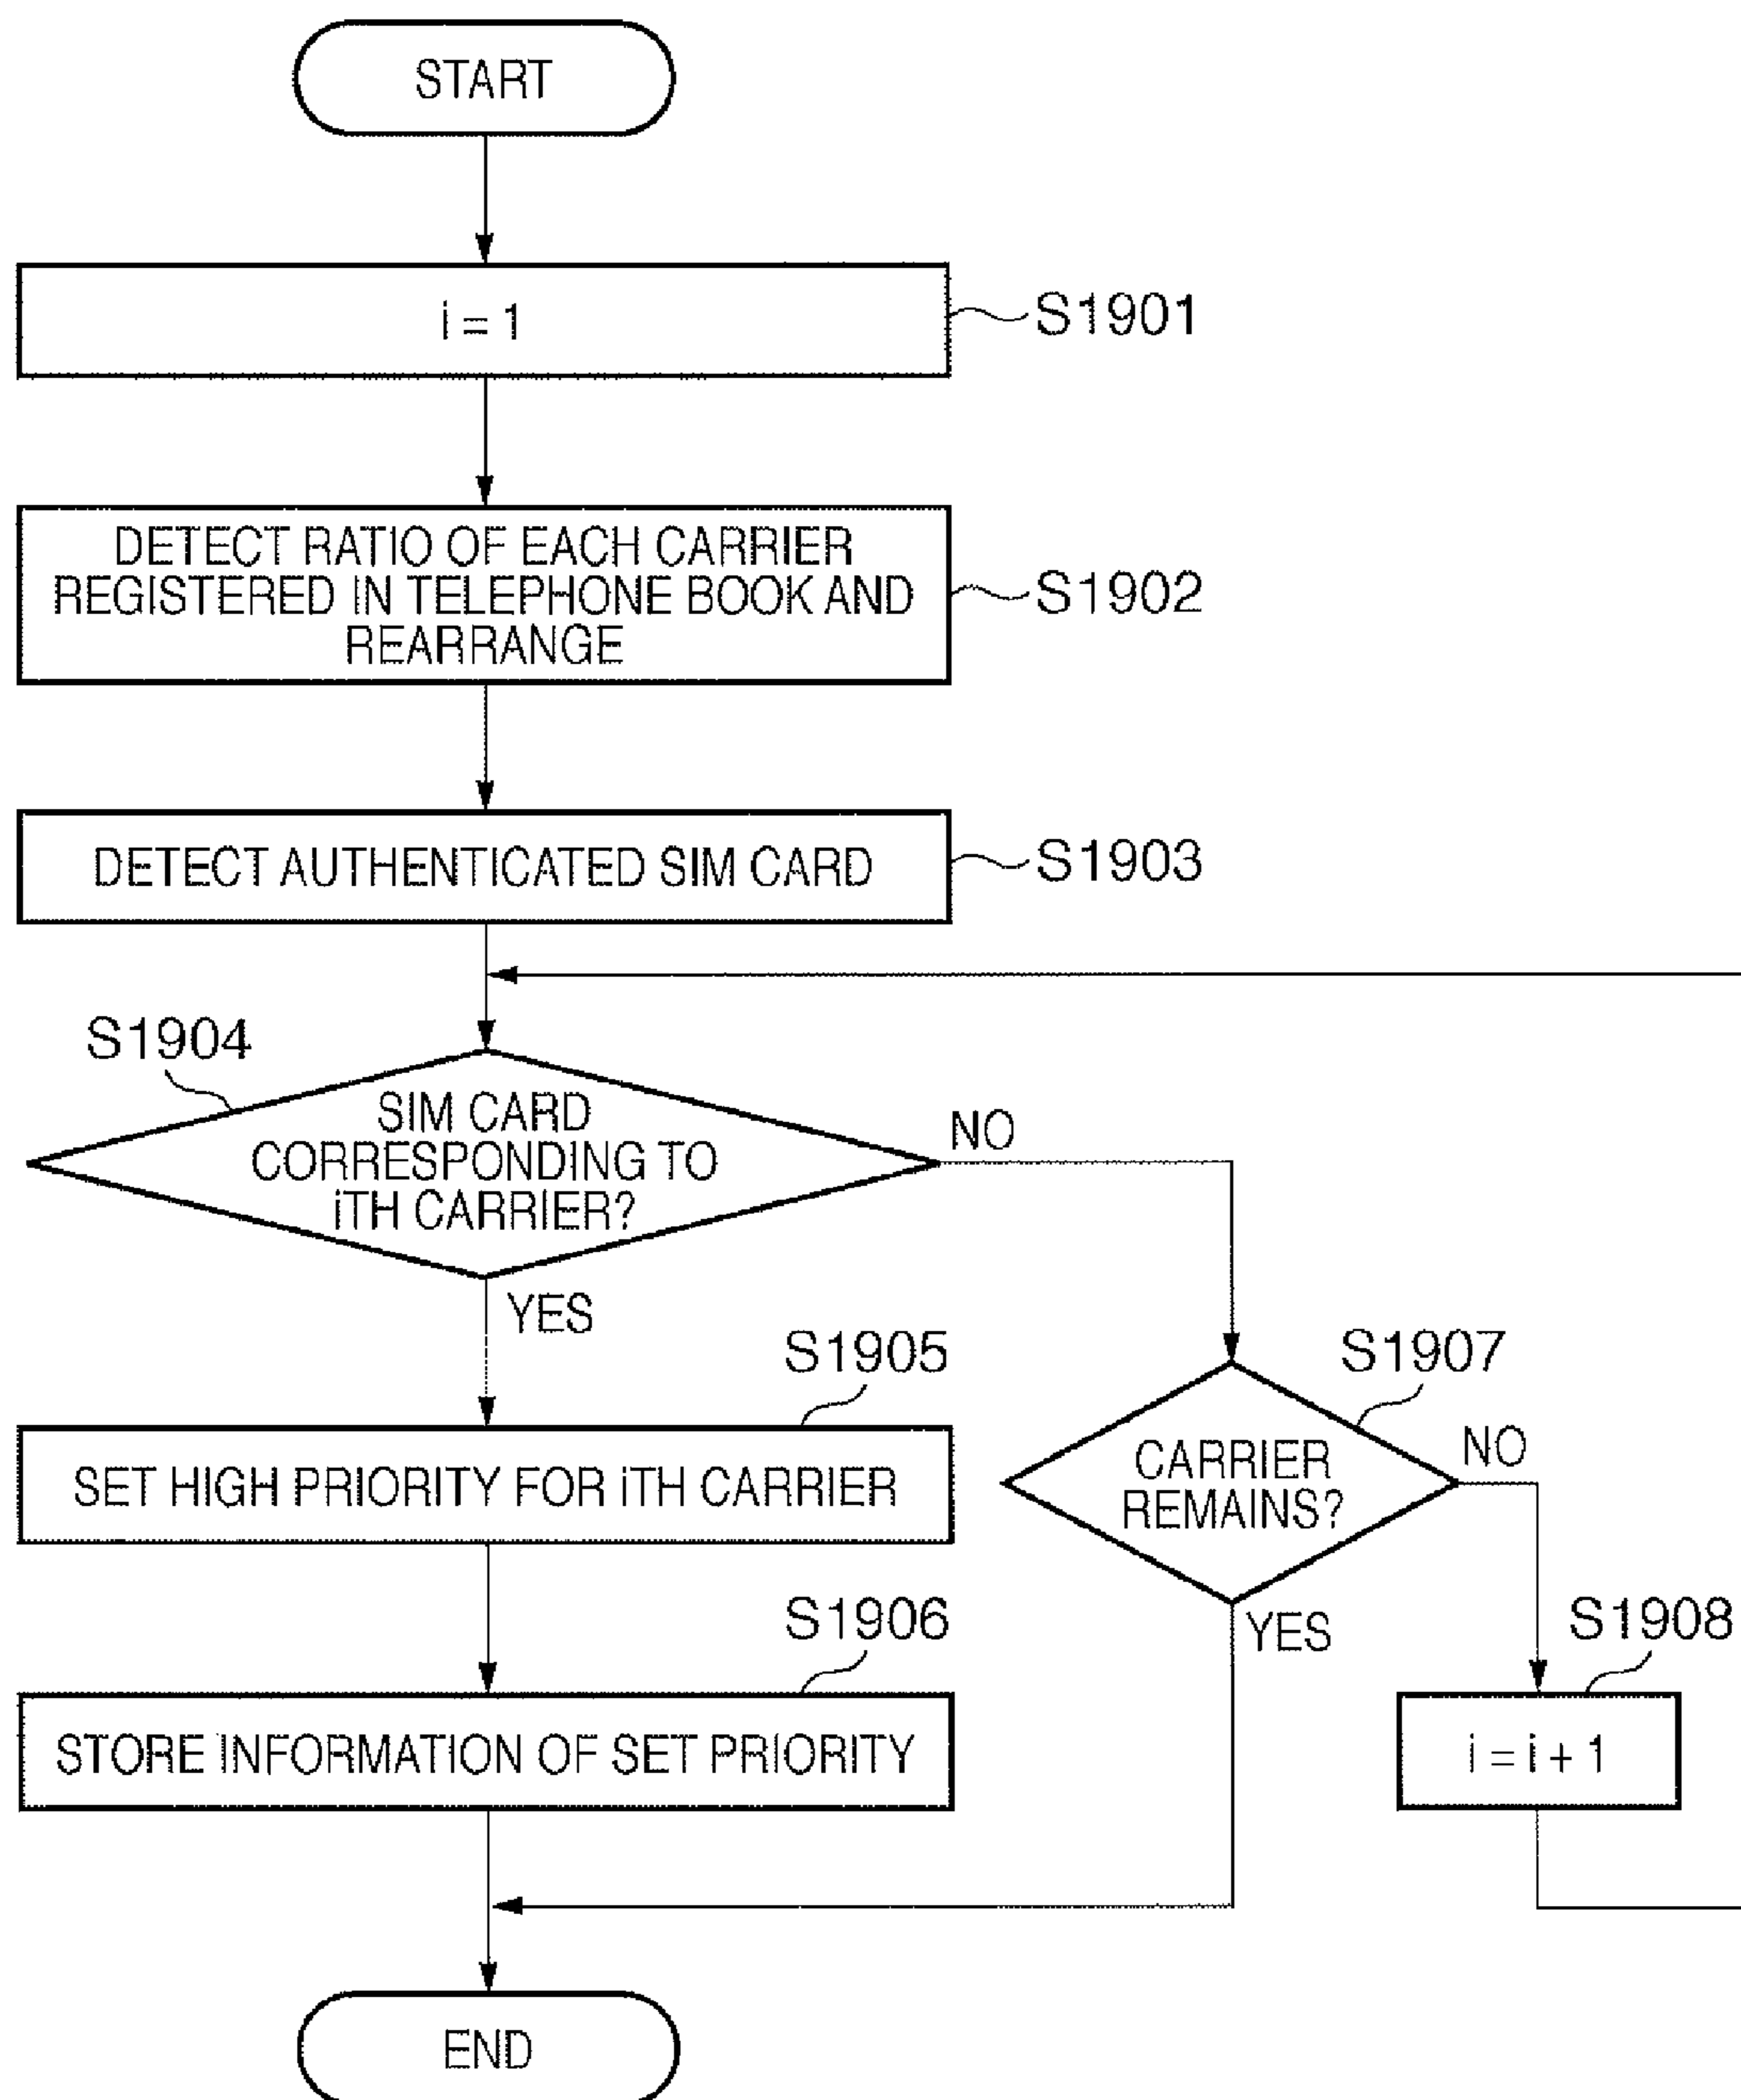 START
i = 1
S1901
DETECT RATIO OF EACH CARRIER
REGISTERED IN TELEPHONE BOOK AND
REARRANGE
S1902
DETECT AUTHENTICATED SIM CARD
S1903
S1904
SIM CARD
CORRESPONDING TO
iTH CARRIER?
NO
YES
S1905
SET HIGH PRIORITY FOR iTH CARRIER
S1907
CARRIER
REMAINS?
NO
YES
S1906
STORE INFORMATION OF SET PRIORITY
S1908
i = i + 1
END